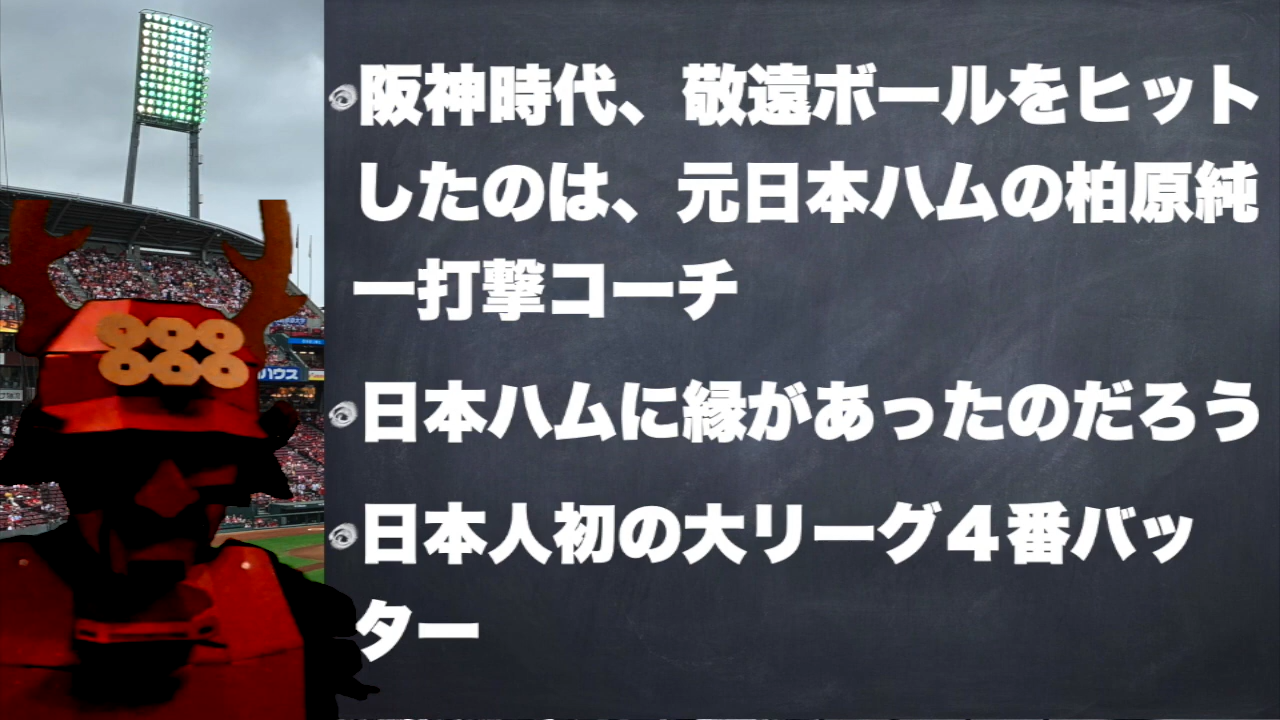 阪神時代、敬遠ボールをヒット
したのは、元日本ハムの柏原純
一打撃コーチ
日本ハムに縁があったのだろう
日本人初の大リーグ４番バッ
ター
ハウス